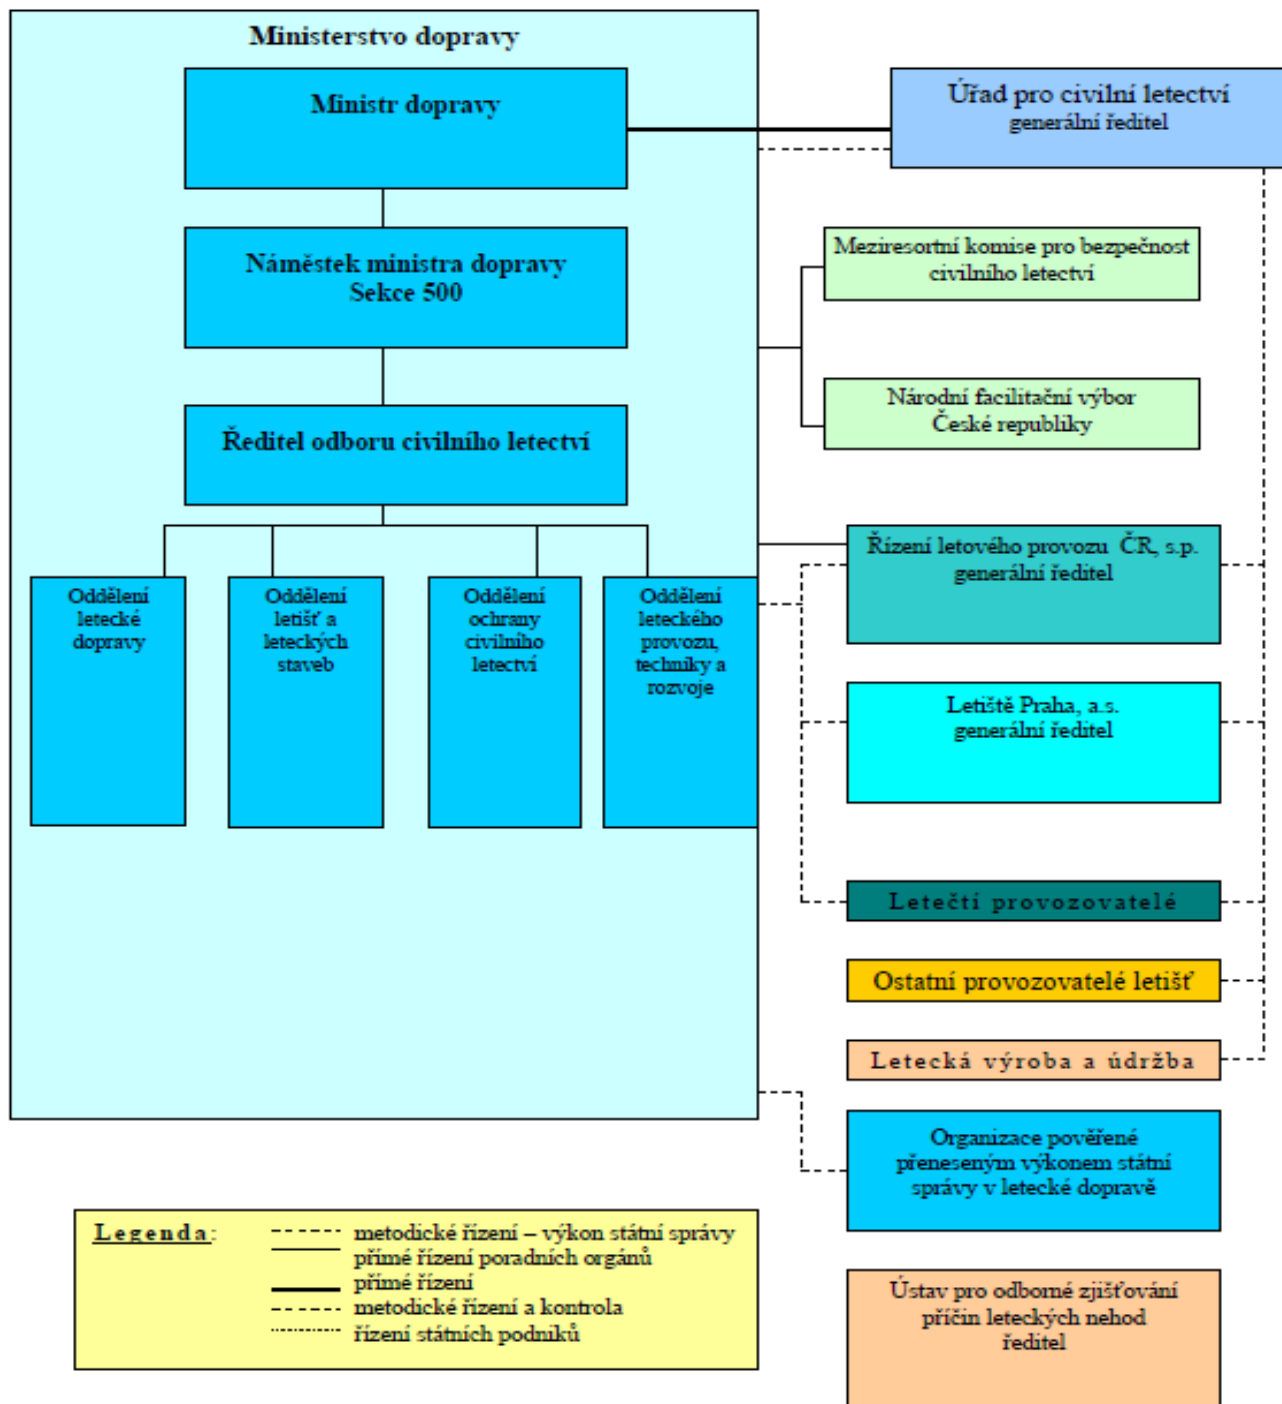 Ministerstvo dopravy
Ministr dopravy
Úřad pro civilní letectví
generální ředitel
Náměstek ministra dopravy
Sekce 500
Meziresortní komise pro bezpečnost
civilního letectví
Národní facilitační výbor
České republiky
Ředitel odboru civilního letectví
Řízení letového provozu ČR, s.p.
generální ředitel
Oddělení
letecké
dopravy
Oddělení
letišť a
leteckých
staveb
Oddělení
ochrany
civilního
letectví
Oddělení
leteckého
provozu,
techniky a
rozvoje
Letiště Praha, a.s.
generální ředitel
Letečtí provozovatelé
Ostatní provozovatelé letišť
Letecká výroba a údržba
Organizace pověřené
přeneseným výkonem státní
správy v letecké dopravě
Legenda:
metodické řízení – výkon státní správy
přímé řízení poradních orgánů
přímé řízení
metodické řízení a kontrola
řízení státních podniků
Ústav pro odborné zjišťování
příčin leteckých nehod
ředitel